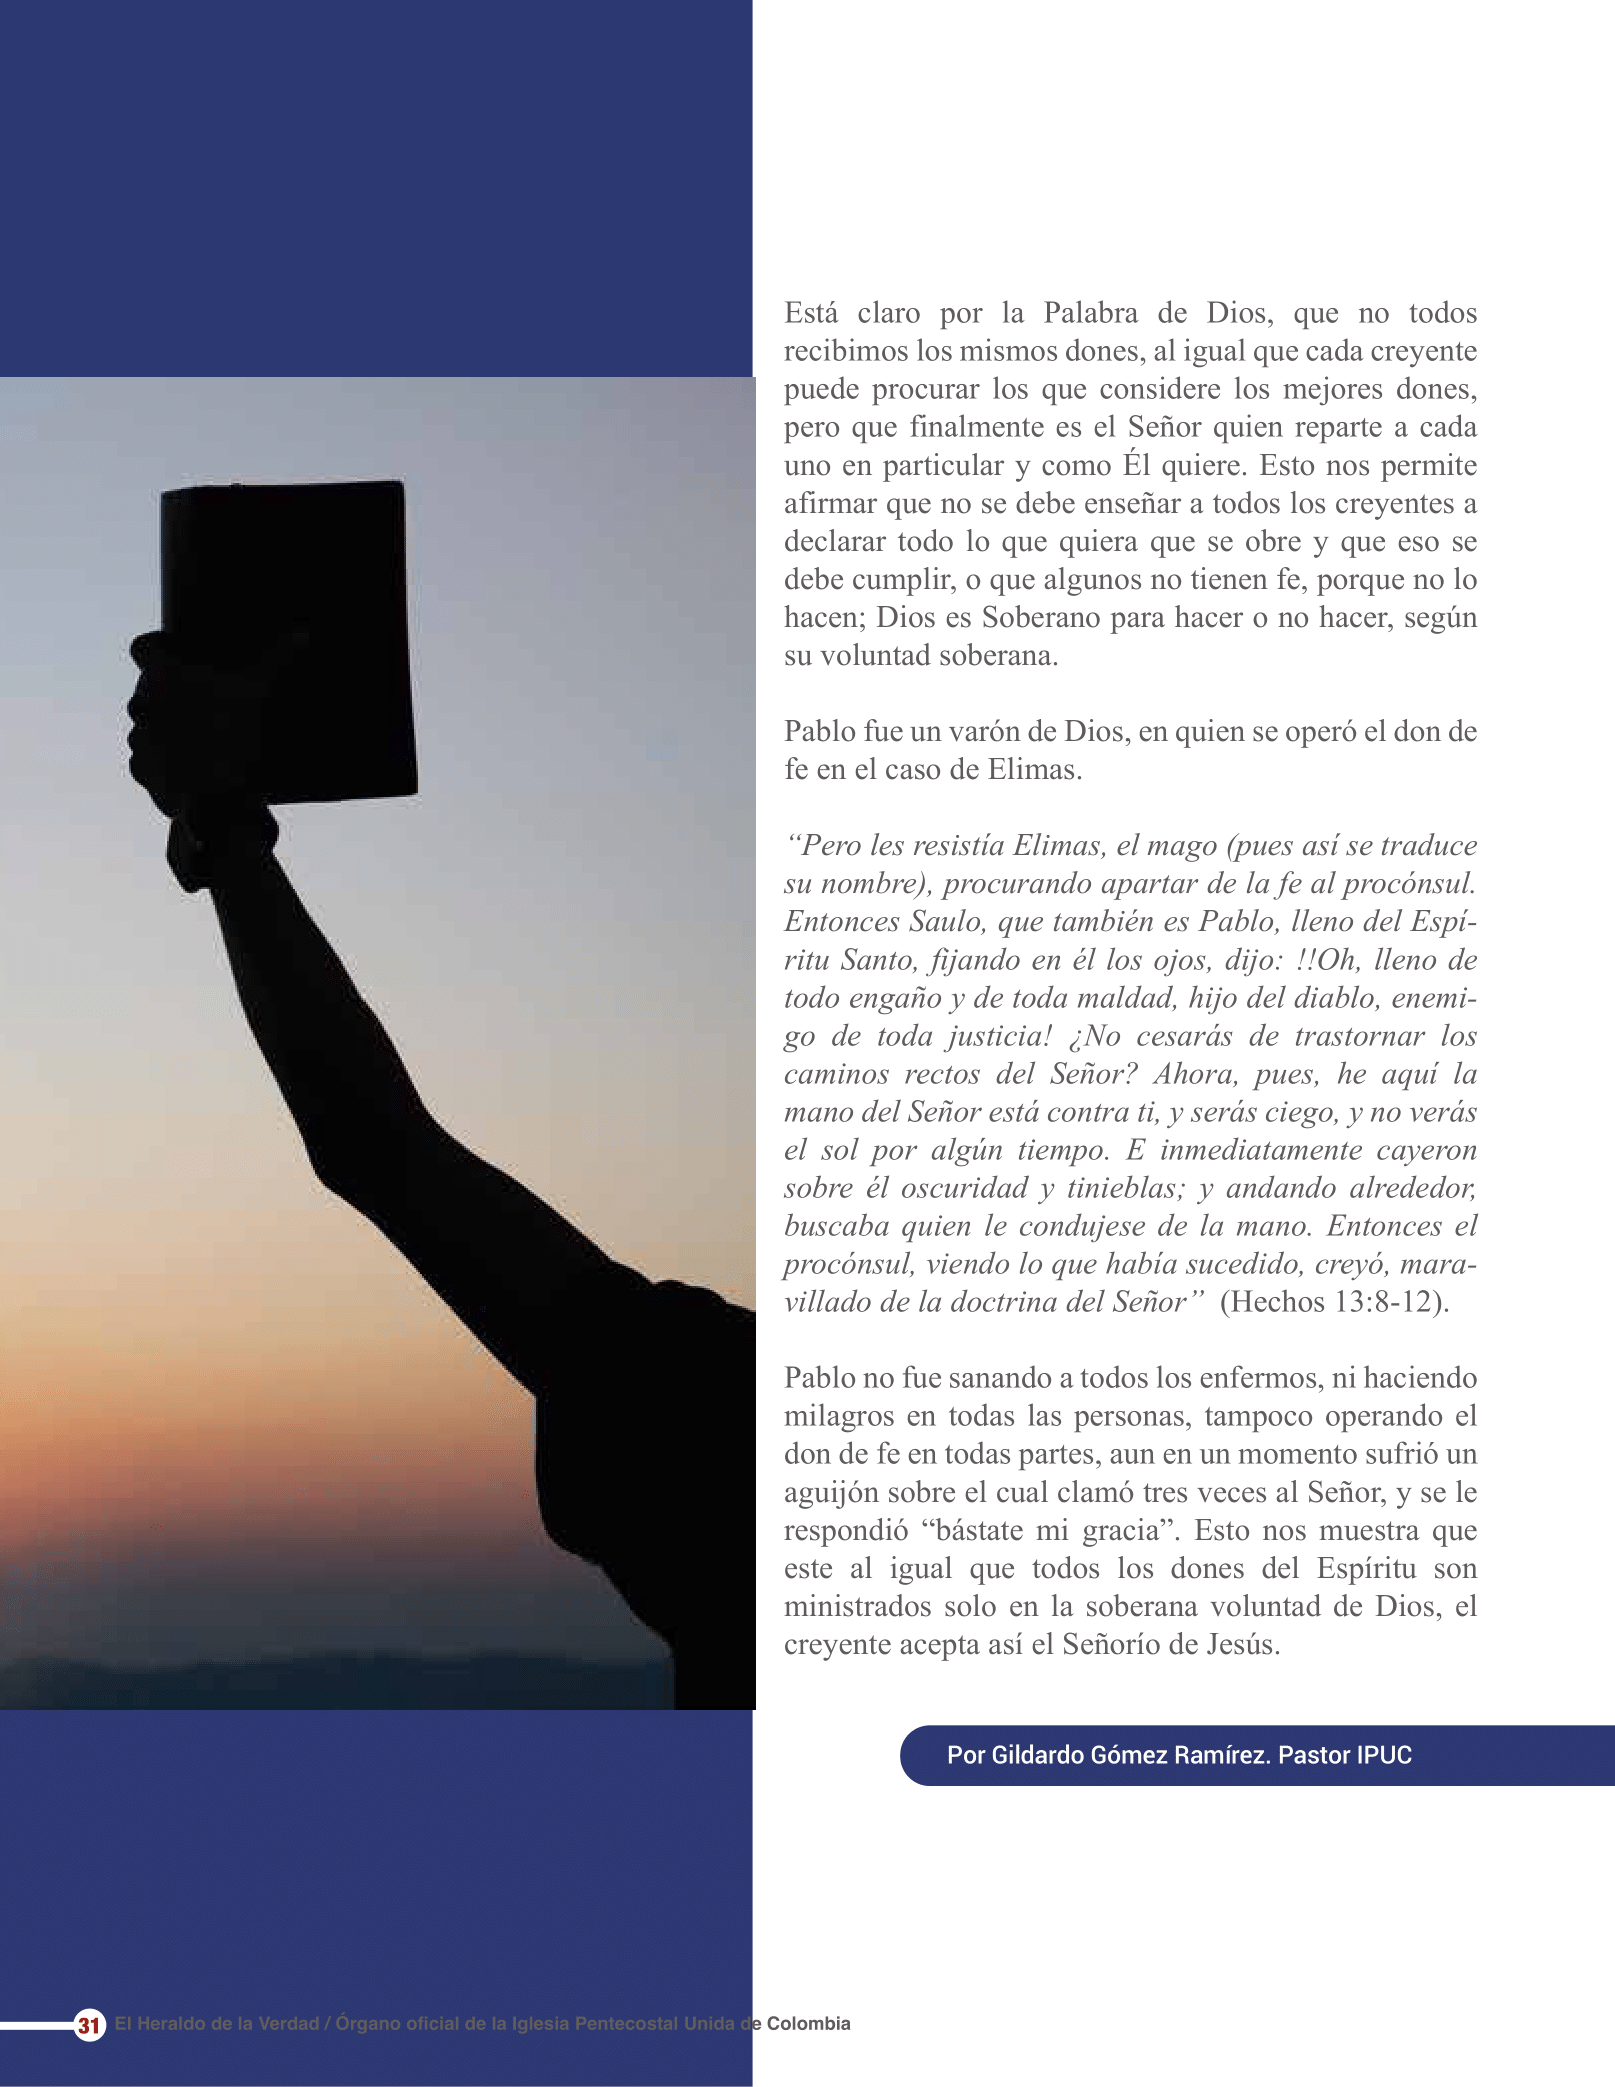 Está claro por la Palabra de Dios, que no todos
recibimos los mismos dones, al igual que cada creyente
puede procurar los que considere los mejores dones,
pero que finalmente es el Señor quien reparte a cada
uno en particular y como Él quiere. Esto nos permite
afirmar que no se debe enseñar a todos los creyentes a
declarar todo lo que quiera que se obre y que eso se
debe cumplir, o que algunos no tienen fe, porque no lo
hacen; Dios es Soberano para hacer o no hacer, según
su voluntad soberana.
Pablo fue un varón de Dios, en quien se operó el don de
fe en el caso de Elimas.
“Pero les resistía Elimas, el mago (pues así se traduce
su nombre), procurando apartar de la fe al procónsul.
Entonces Saulo, que también es Pablo, lleno del Espí-
ritu Santo, fijando en él los ojos, dijo: !!Oh, lleno de
todo engaño y de toda maldad, hijo del diablo, enemi-
go de toda justicia! ¿No cesarás de trastornar los
caminos rectos del Señor? Ahora, pues, he aquí la
mano del Señor está contra ti, y serás ciego, y no verás
el sol por algún tiempo. E inmediatamente cayeron
sobre él oscuridad y tinieblas; y andando alrededor,
buscaba quien le condujese de la mano. Entonces el
procónsul, viendo lo que había sucedido, creyó, mara-
villado de la doctrina del Señor” (Hechos 13:8-12).
Pablo no fue sanando a todos los enfermos, ni haciendo
milagros en todas las personas, tampoco operando el
don de fe en todas partes, aun en un momento sufrió un
aguijón sobre el cual clamó tres veces al Señor, y se le
respondió “bástate mi gracia”. Esto nos muestra que
este al igual que todos los dones del Espíritu son
ministrados solo en la soberana voluntad de Dios, el
creyente acepta así el Señorío de Jesús.
Por Gildardo Gómez Ramírez. Pastor IPUC
31 El Heraldo de la Verdad / Órgano oficial de la Iglesia Pentecostal Unida de Colombia